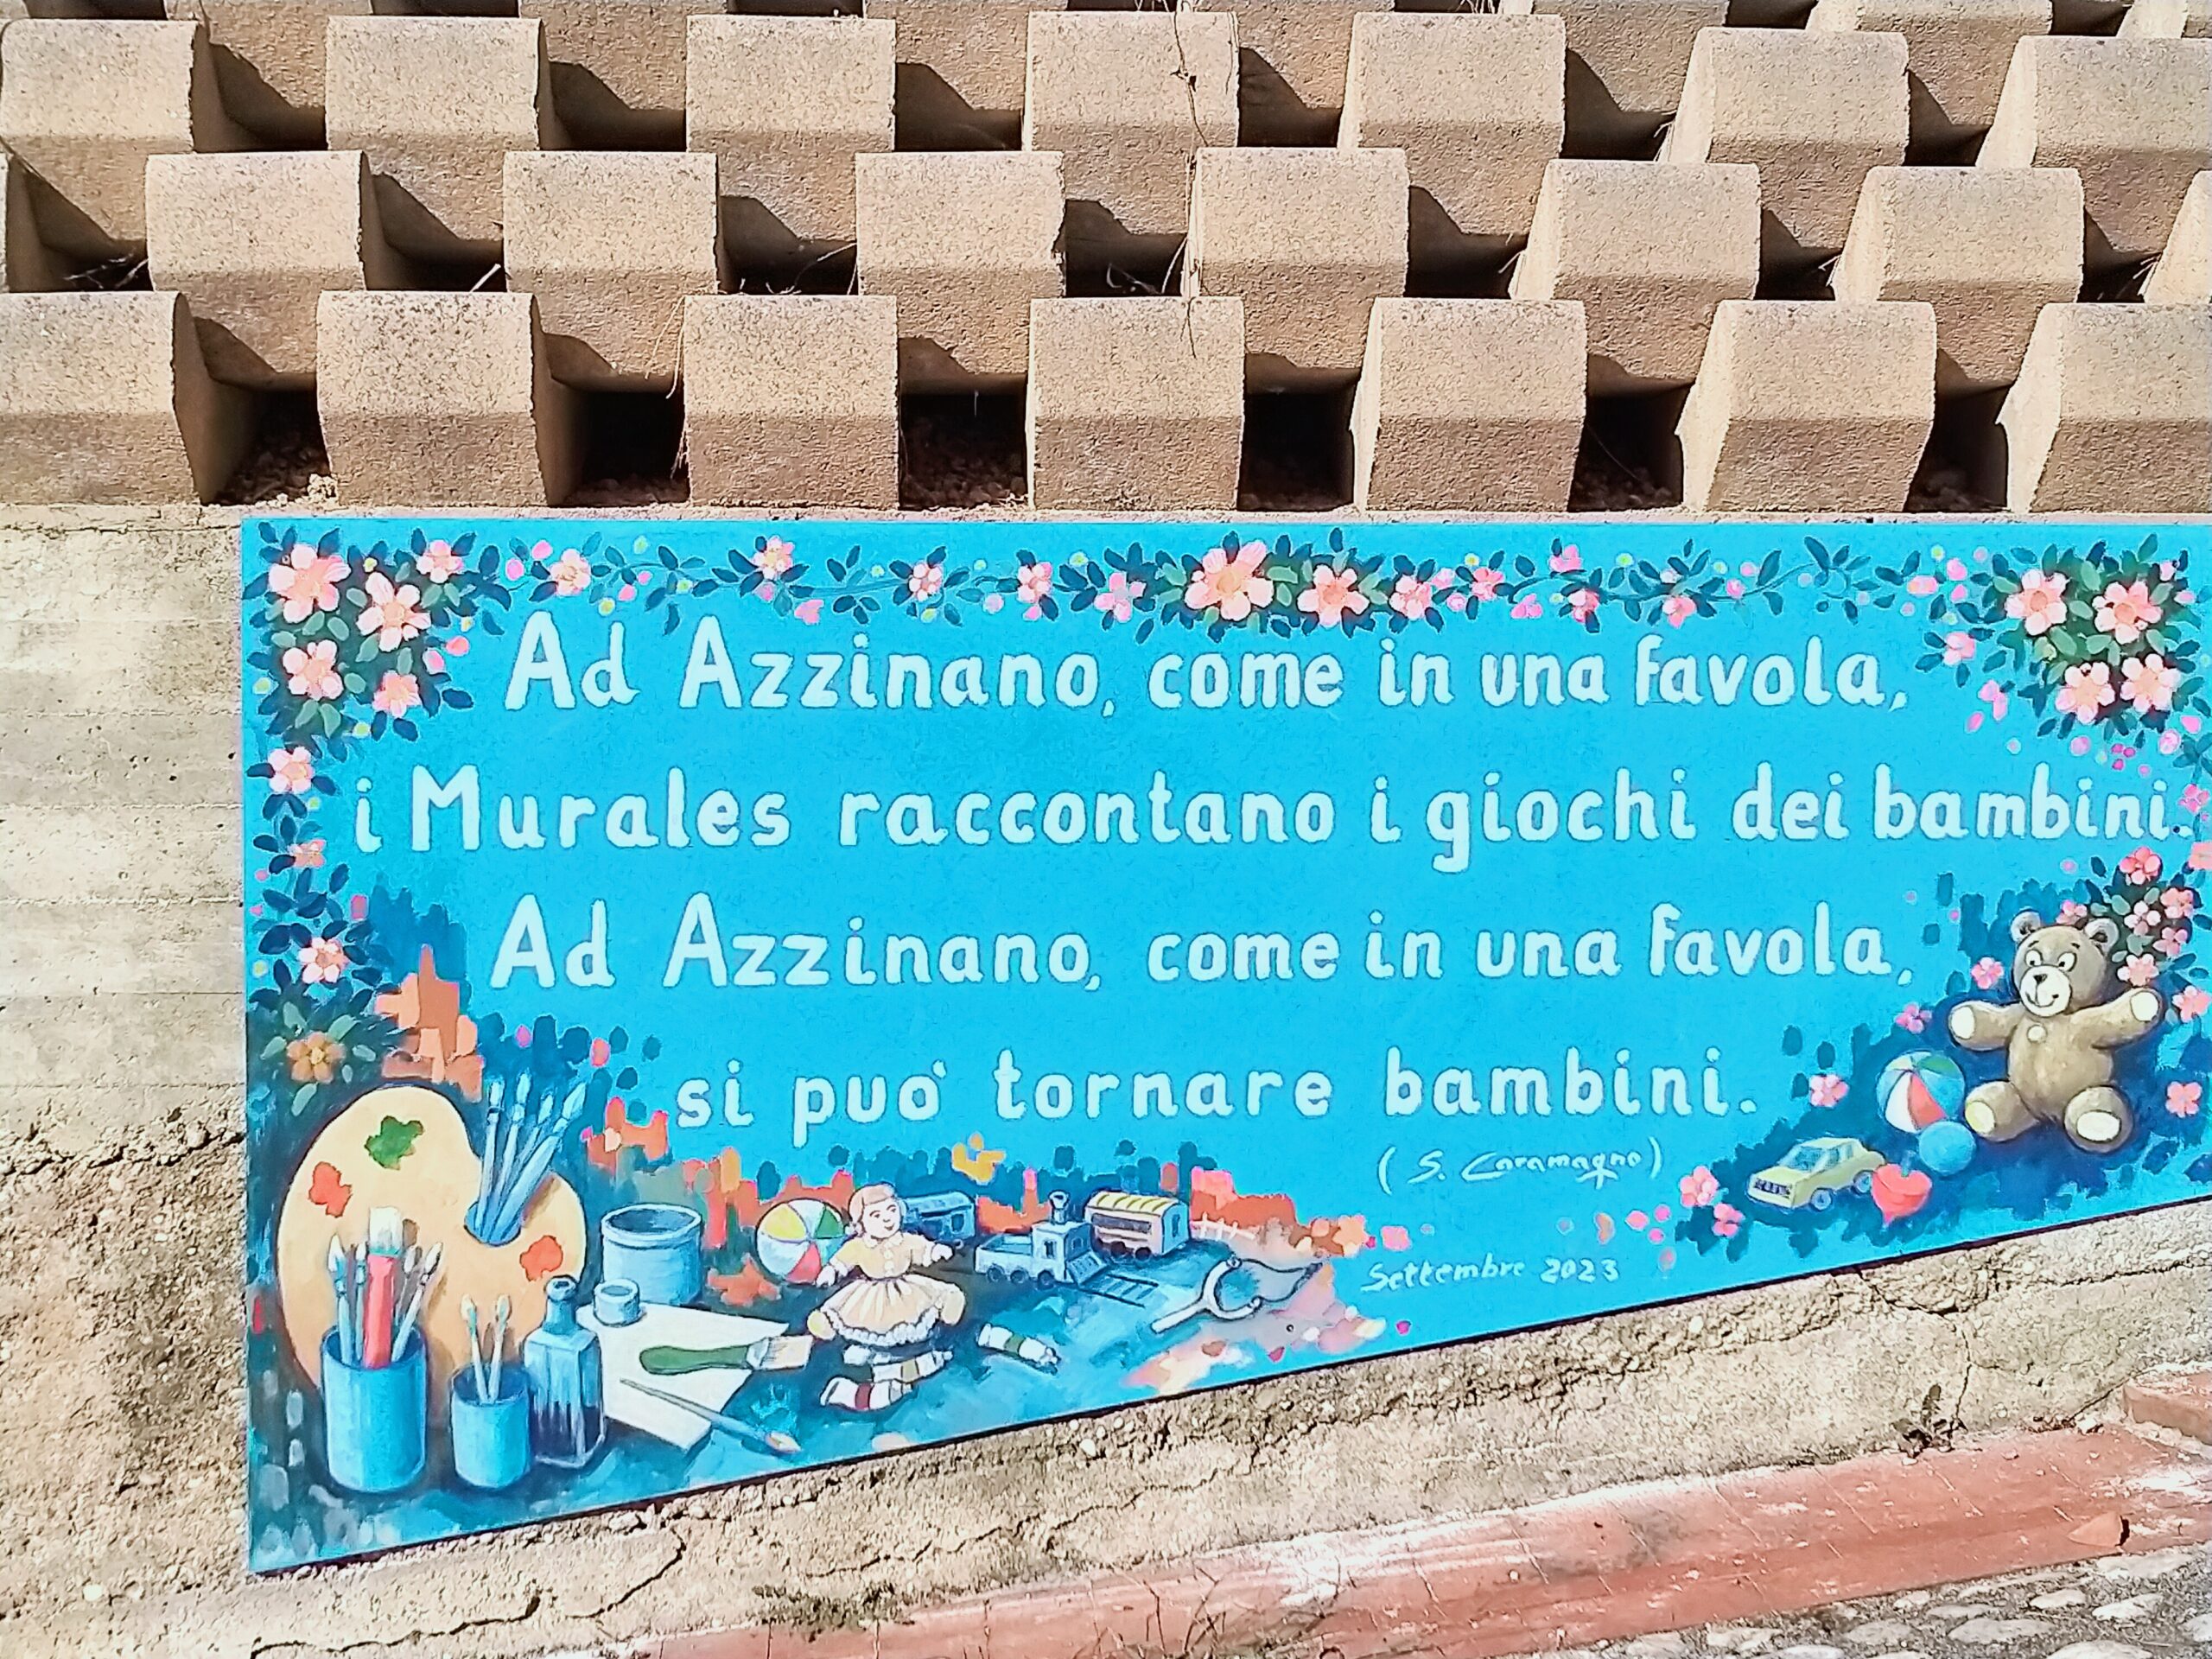 Ad Azzinano, come in una favola,
i Murales raccontano i giochi dei bambini.
Ad Azzinano, come in una favola,
si può tornare bambini.
(S. Caramagno)
Settembre 2023